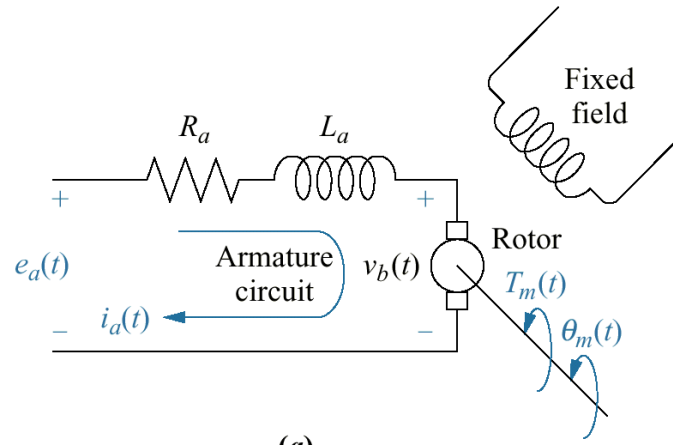 Fixed
field
R_a
L_a
+
+
Rotor
e_a(t)
Armature
circuit
v_b(t)
T_m(t)
i_a(t)
θ_m(t)
−
−
(a)